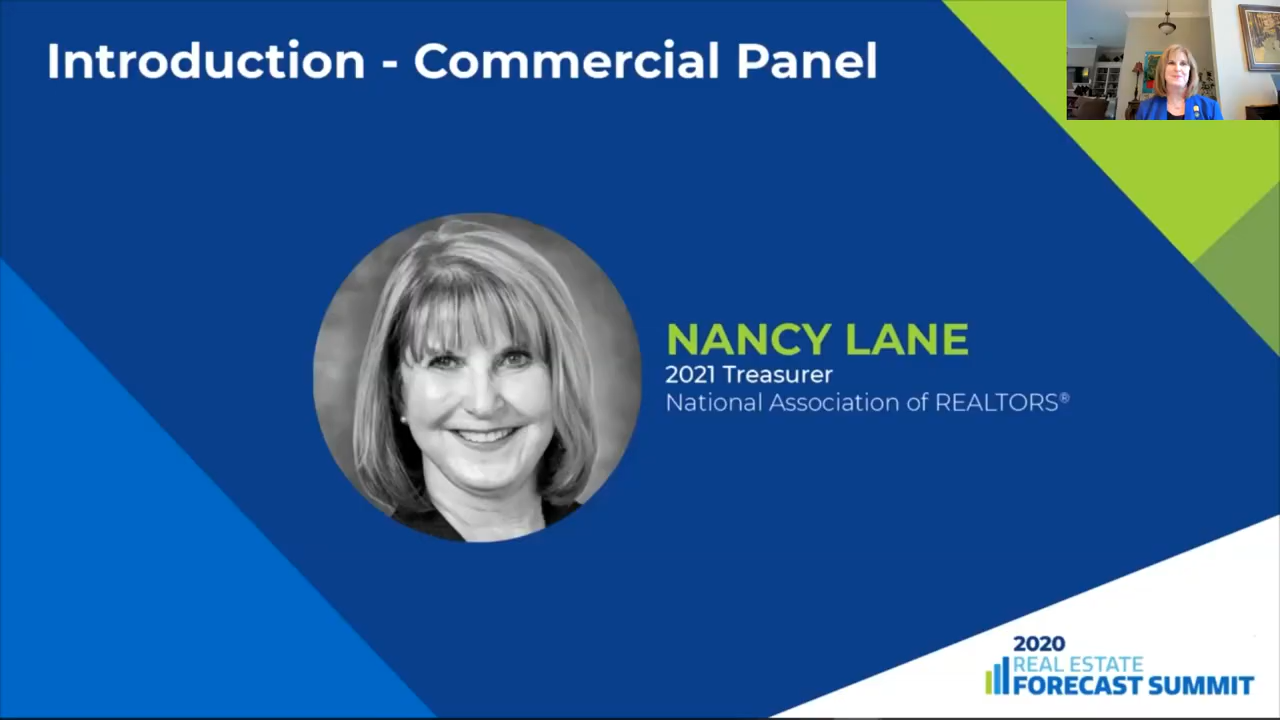 Introduction - Commercial Panel
NANCY LANE
2021 Treasurer
National Association of REALTORS®
2020
REAL ESTATE
FORECAST SUMMIT